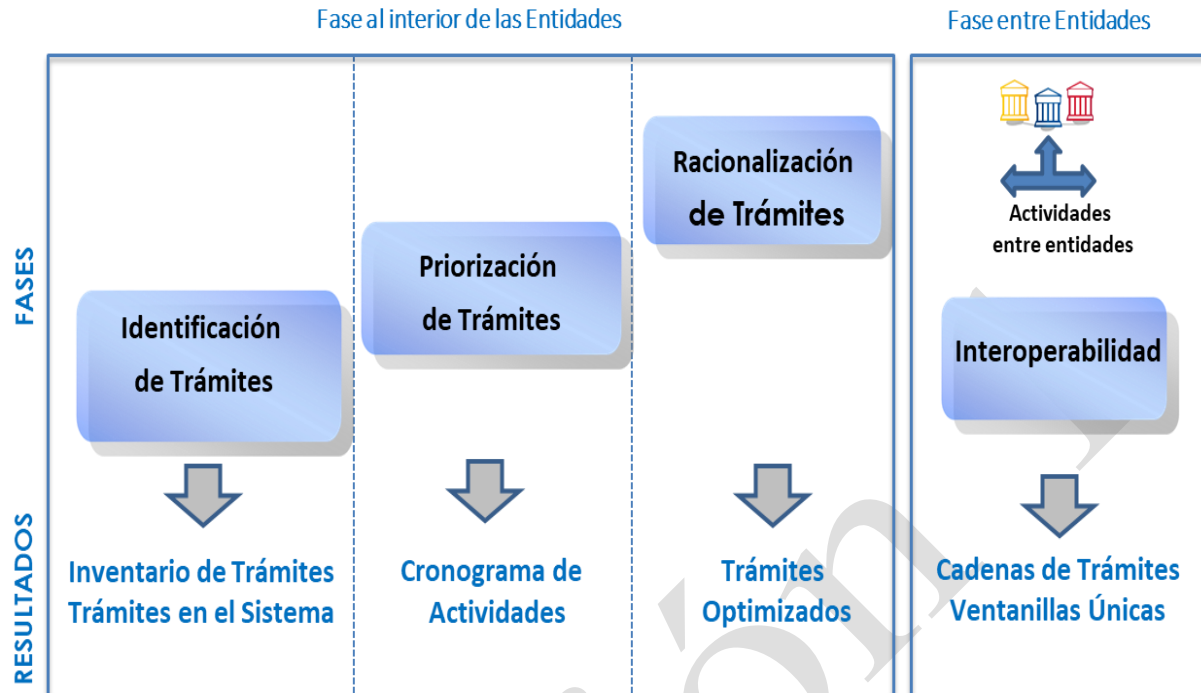 Fase al interior de las Entidades
Fase entre Entidades
FASES
Identificación
de Trámites
Priorización
de Trámites
Racionalización
de Trámites
Actividades
entre entidades
Interoperabilidad
RESULTADOS
Inventario de Trámites
Trámites en el Sistema
Cronograma de
Actividades
Trámites
Optimizados
Cadenas de Trámites
Ventanillas Únicas